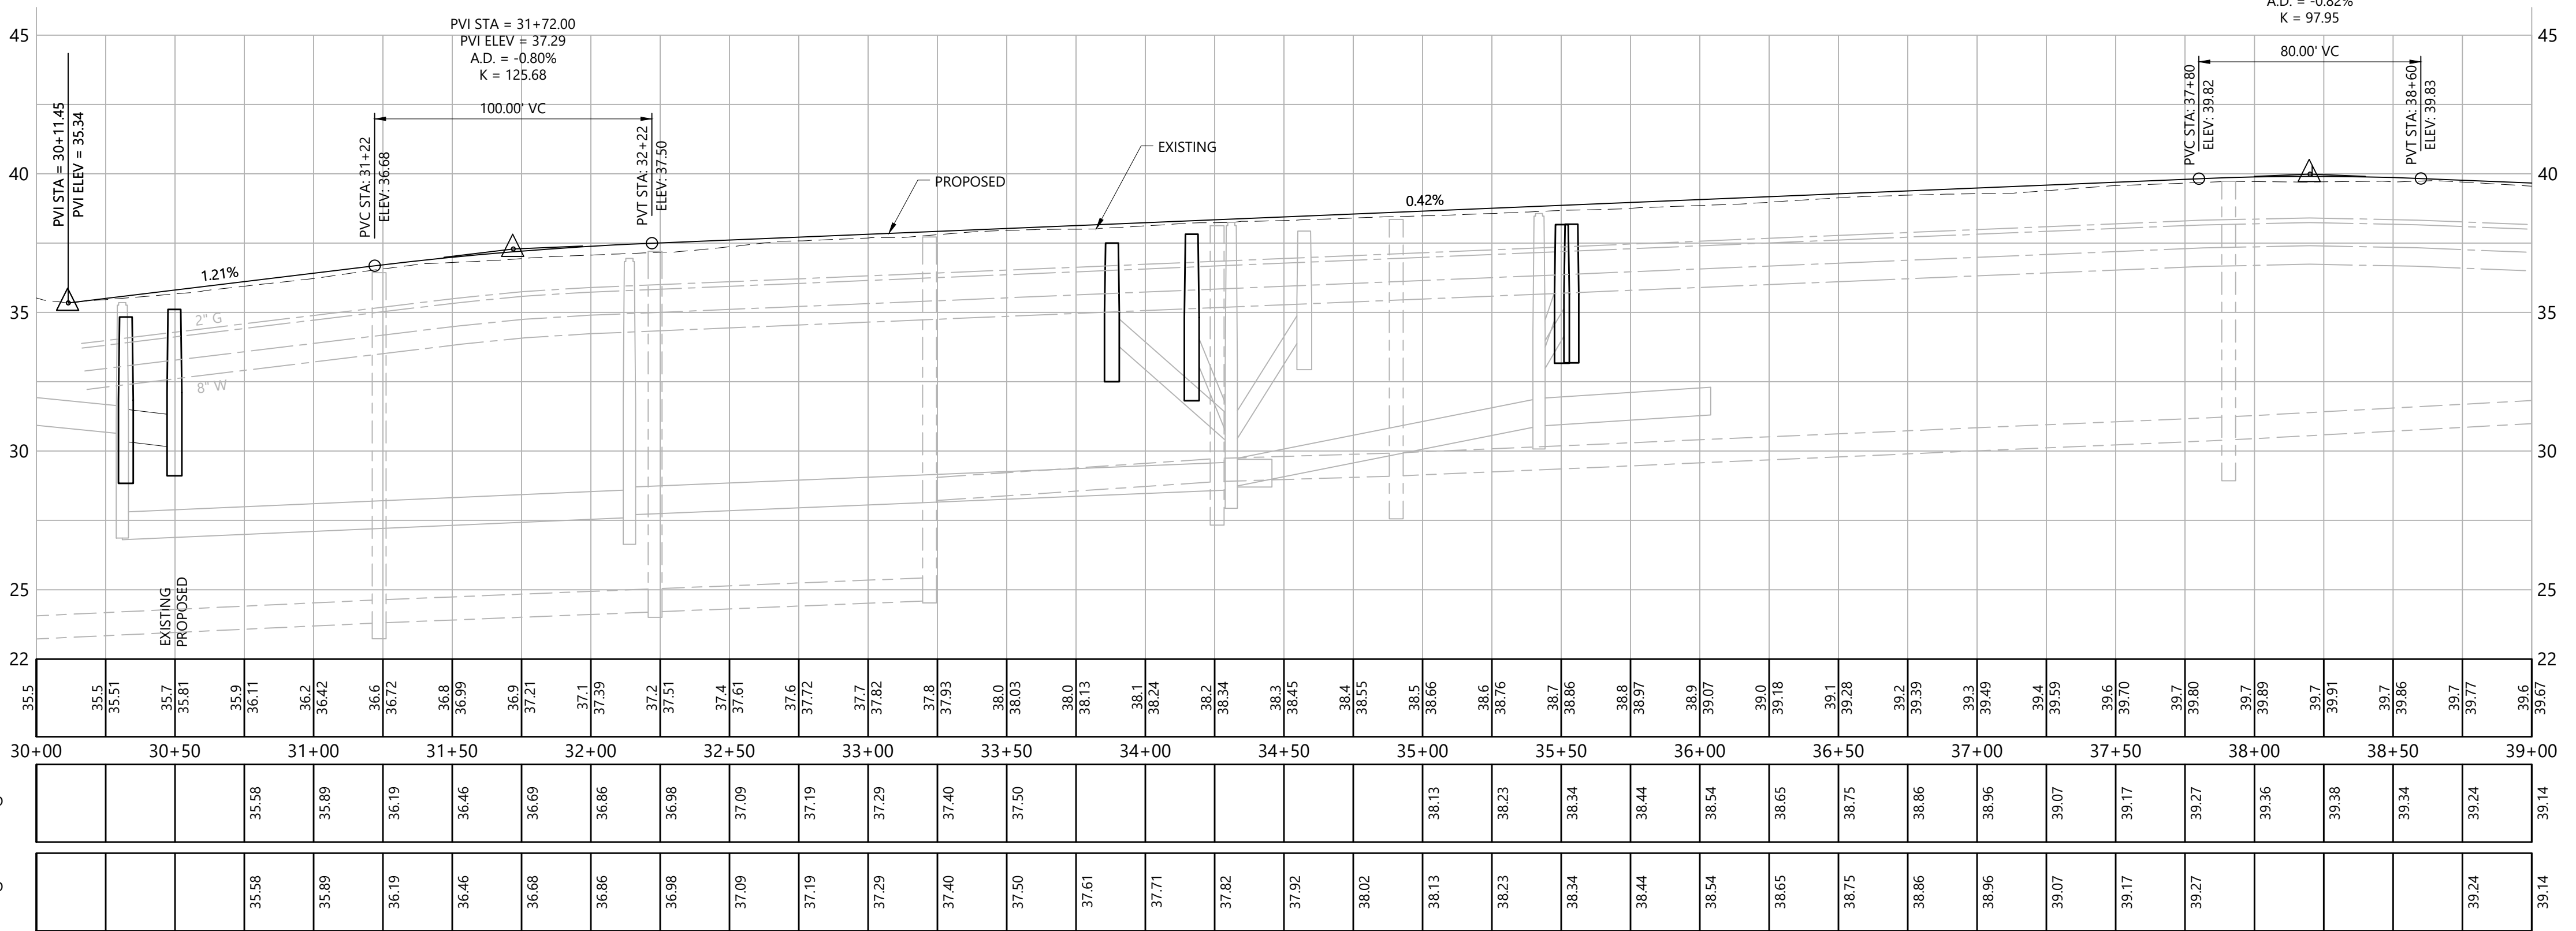 A.D. = -0.82%
K = 97.95
80.00' VC
PVC STA: 37+80
ELEV: 39.82
PVT STA: 38+60
ELEV: 39.83
PVI STA = 31+72.00
PVI ELEV = 37.29
A.D. = -0.80%
K = 125.68
100.00' VC
PVC STA: 31+22
ELEV: 36.68
PVT STA: 32+22
ELEV: 37.50
PVI STA = 30+11.45
PVI ELEV = 35.34
45 45
40 40
35 35
30 30
25 25
22 22
EXISTING
PROPOSED
1.21%
0.42%
2" G
8" W
EXISTING
PROPOSED
35.5 35.5 35.7 35.9 36.2 36.6 36.8 36.9 37.1 37.2 37.4 37.6 37.7 37.8 38.0 38.0 38.1 38.2 38.3 38.4 38.5 38.6 38.7 38.8 38.9 39.0 39.1 39.2 39.3 39.4 39.6 39.7 39.7 39.7 39.7 39.7 39.6
35.51 35.81 36.11 36.42 36.72 36.99 37.21 37.39 37.51 37.61 37.72 37.82 37.93 38.03 38.13 38.24 38.34 38.45 38.55 38.66 38.76 38.86 38.97 39.07 39.18 39.28 39.39 39.49 39.59 39.70 39.80 39.89 39.91 39.86 39.77 39.67
30+00 30+50 31+00 31+50 32+00 32+50 33+00 33+50 34+00 34+50 35+00 35+50 36+00 36+50 37+00 37+50 38+00 38+50 39+00
35.58 35.89 36.19 36.46 36.69 36.86 36.98 37.09 37.19 37.29 37.40 37.50 38.13 38.23 38.34 38.44 38.54 38.65 38.75 38.86 38.96 39.07 39.17 39.27 39.36 39.38 39.34 39.24 39.14
35.58 35.89 36.19 36.46 36.68 36.86 36.98 37.09 37.19 37.29 37.40 37.50 37.61 37.71 37.82 37.92 38.02 38.13 38.23 38.34 38.44 38.54 38.65 38.75 38.86 38.96 39.07 39.17 39.27 39.24 39.14